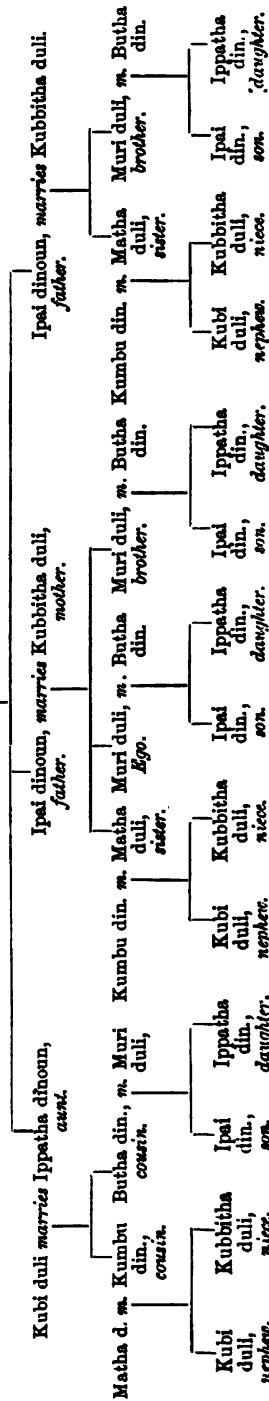 Kubi duli marries Ippatha dinoun, Ipai dinoun, marries Kubbitha duli, Ipai dinoun, marries Kubbitha duli.
aunt. father. mother. father.
Matha d. m. Kumbu Butha din., m. Muri Kumbu din. m. Matha Muri duli, m. Butha Muri duli, m. Butha Kumbu din. m. Matha Muri duli, m. Butha
din., cousin. duli, duli, Ego. din. brother. din. duli, brother. din.
cousin. sister. sister.
Kubi Kubbitha Ipai Ippatha Kubi Kubbitha Ipai Ippatha Ipai Ippatha Kubi Kubbitha Ipai Ippatha
duli, duli, din., din., duli, duli, din., din., din., din., duli, duli, din., din.,
nephew. niece. son. daughter. nephew. niece. son. daughter. son. daughter. nephew. niece. son. daughter.